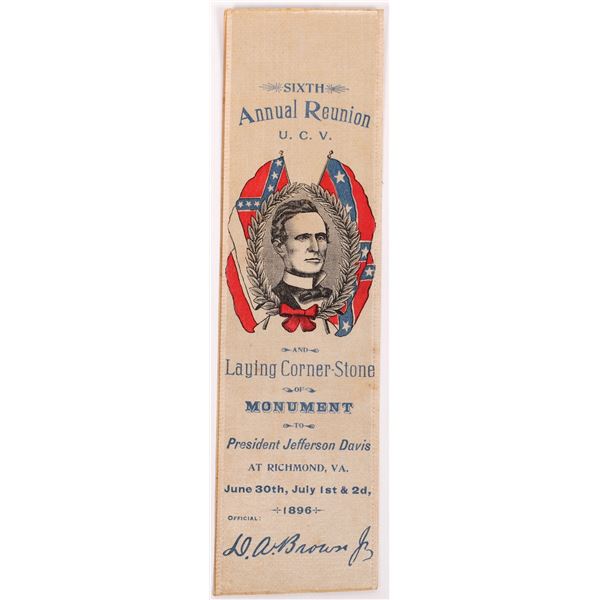 SIXTH
Annual Reunion
U. C. V.
AND
Laying Corner-Stone
OF
MONUMENT
TO
President Jefferson Davis
AT RICHMOND, VA.
June 30th, July 1st & 2d,
1896
OFFICIAL:
D. A. Brown Jr